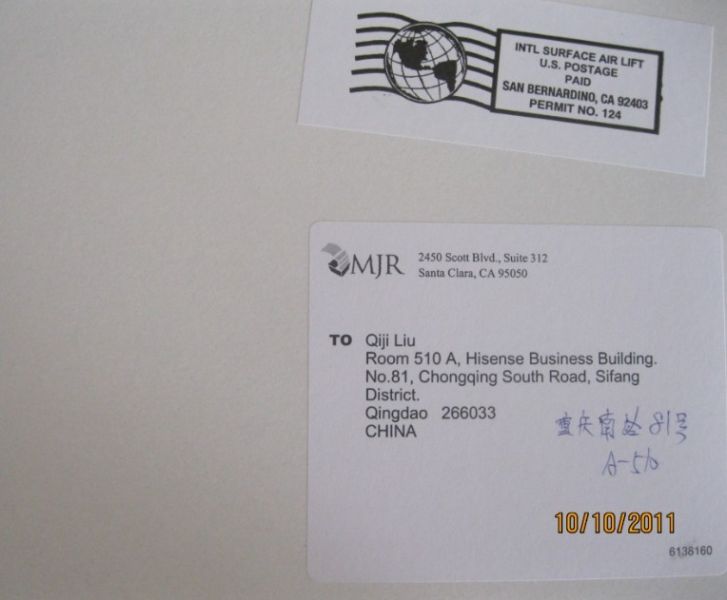 INTL SURFACE AIR LIFT
U.S. POSTAGE
PAID
SAN BERNARDINO, CA 92403
PERMIT NO. 124
MJR
2450 Scott Blvd., Suite 312
Santa Clara, CA 95050
TO Qiji Liu
Room 510 A, Hisense Business Building.
No.81, Chongqing South Road, Sifang
District.
Qingdao 266033
CHINA
重庆南路 81号
A-510
10/10/2011
6138160